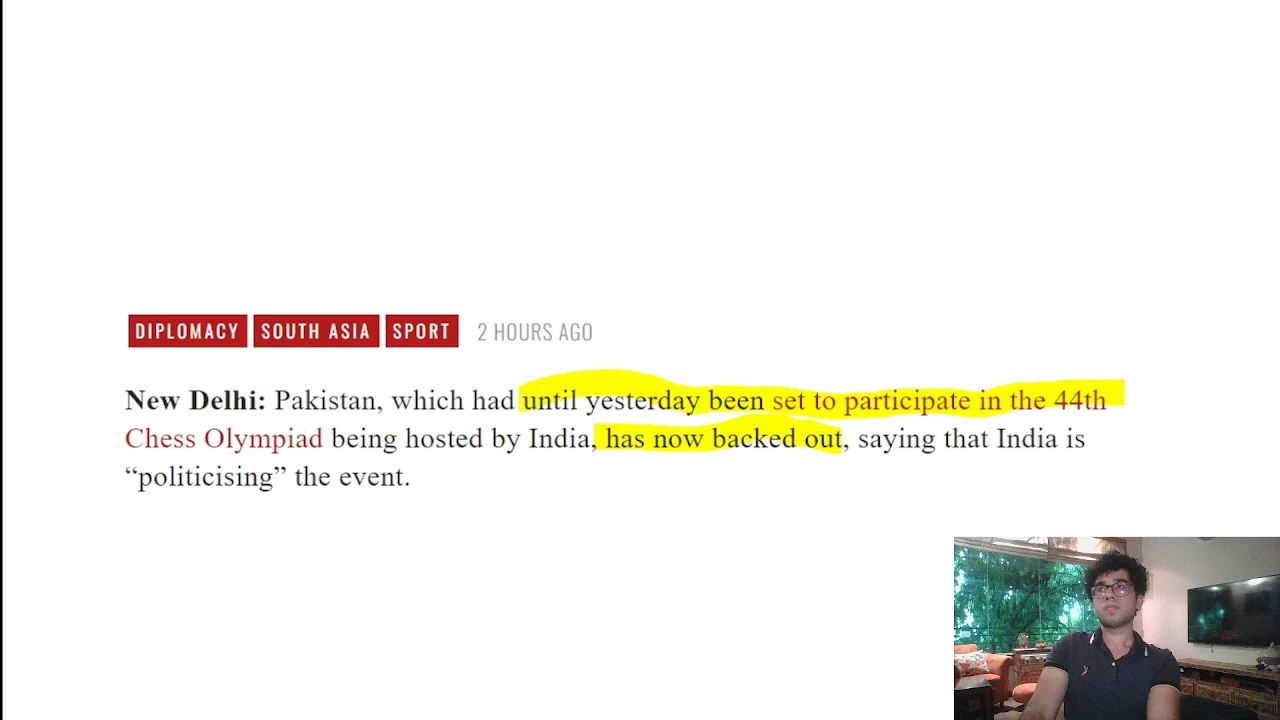 DIPLOMACY SOUTH ASIA SPORT 2 HOURS AGO
New Delhi: Pakistan, which had until yesterday been set to participate in the 44th
Chess Olympiad being hosted by India, has now backed out, saying that India is
“politicising” the event.